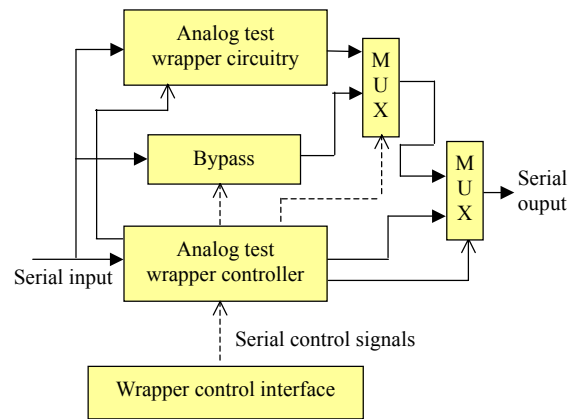 Analog test
wrapper circuitry
M
U
X
Bypass
M
U
X
Serial
ouput
Analog test
wrapper controller
Serial input
Serial control signals
Wrapper control interface